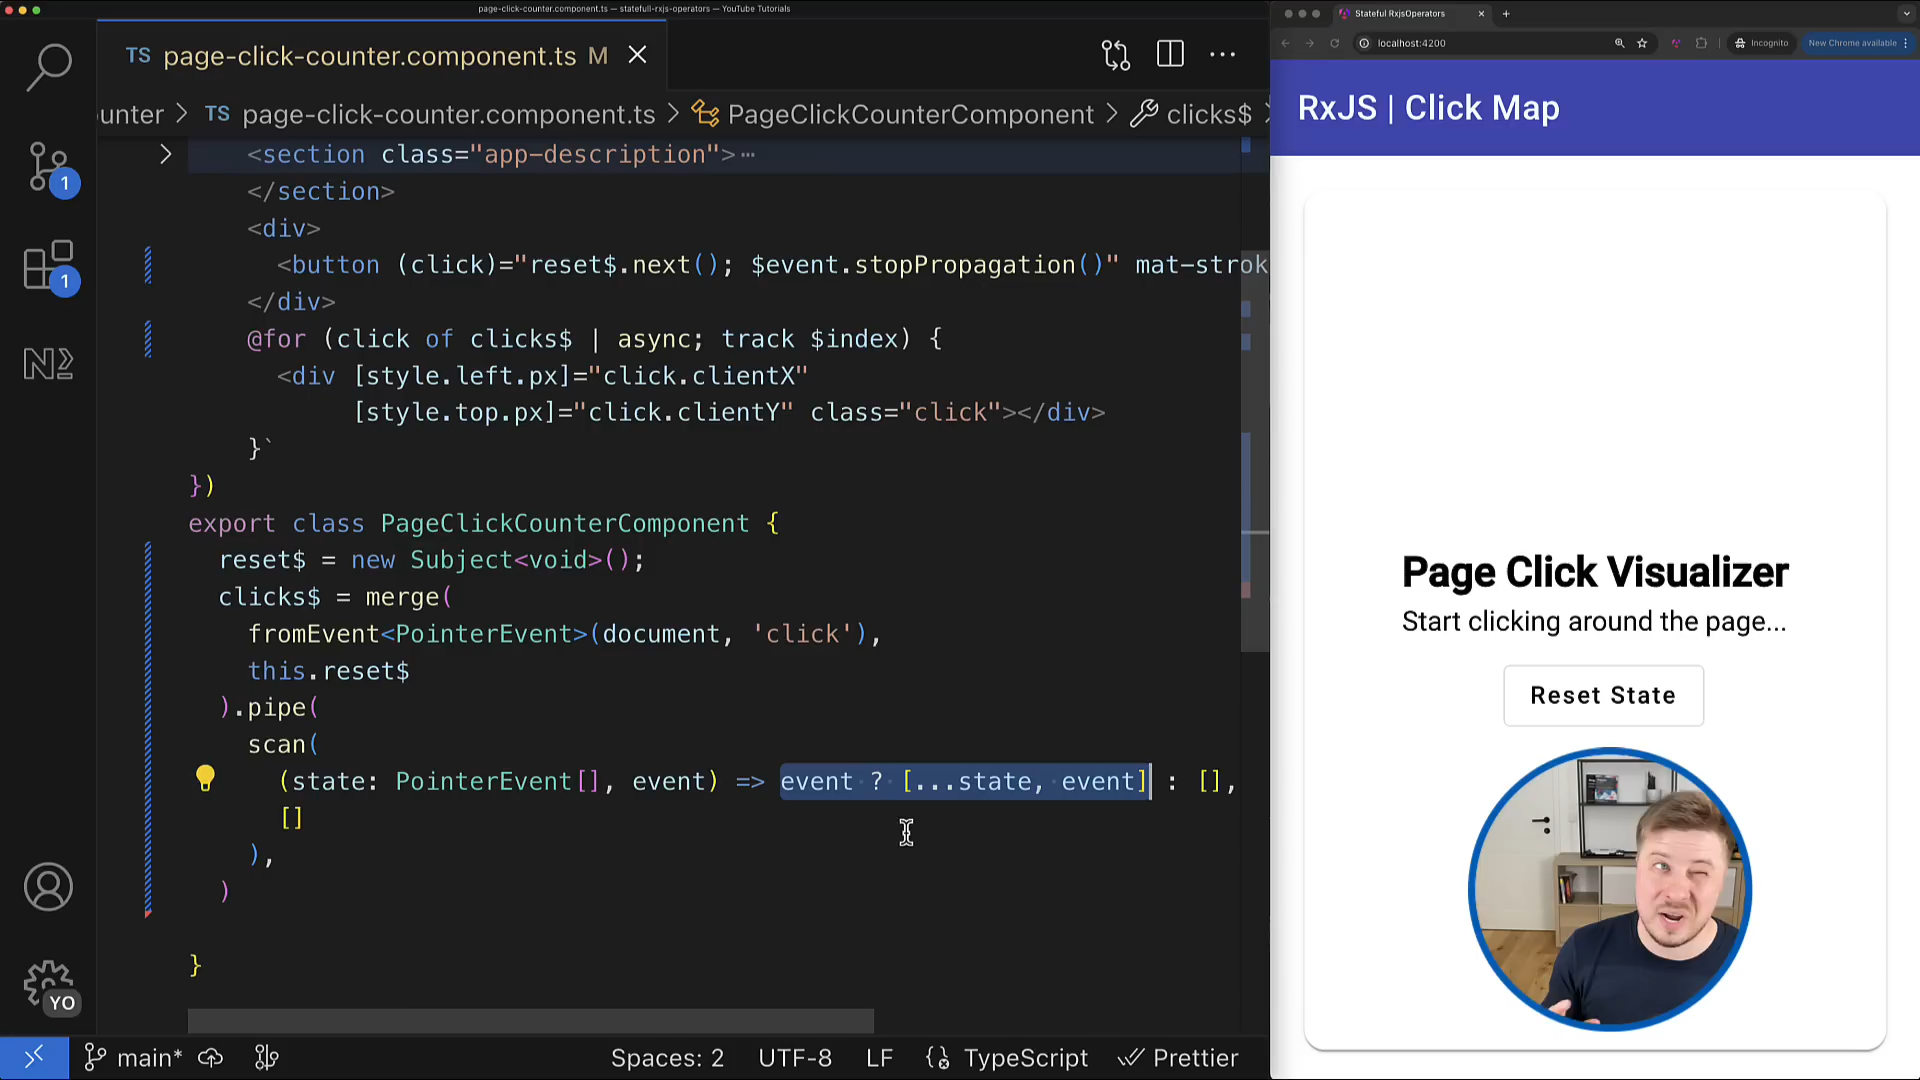 page-click-counter.component.ts — statefull-rxjs-operators — YouTube Tutorials
TS page-click-counter.component.ts M
unter > TS page-click-counter.component.ts > PageClickCounterComponent > clicks$ >
<section class="app-description">⋯
</section>
<div>
<button (click)="reset$.next(); $event.stopPropagation()" mat-strok
</div>
@for (click of clicks$ | async; track $index) {
<div [style.left.px]="click.clientX"
[style.top.px]="click.clientY" class="click"></div>
}`
})
export class PageClickCounterComponent {
reset$ = new Subject<void>();
clicks$ = merge(
fromEvent<PointerEvent>(document, 'click'),
this.reset$
).pipe(
scan(
(state: PointerEvent[], event) => event ? [...state, event] : [],
[]
),
)
}
1
1
YO
main* Spaces: 2 UTF-8 LF TypeScript Prettier
Stateful RxjsOperators
localhost:4200 Incognito New Chrome available
RxJS | Click Map
Page Click Visualizer
Start clicking around the page...
Reset State